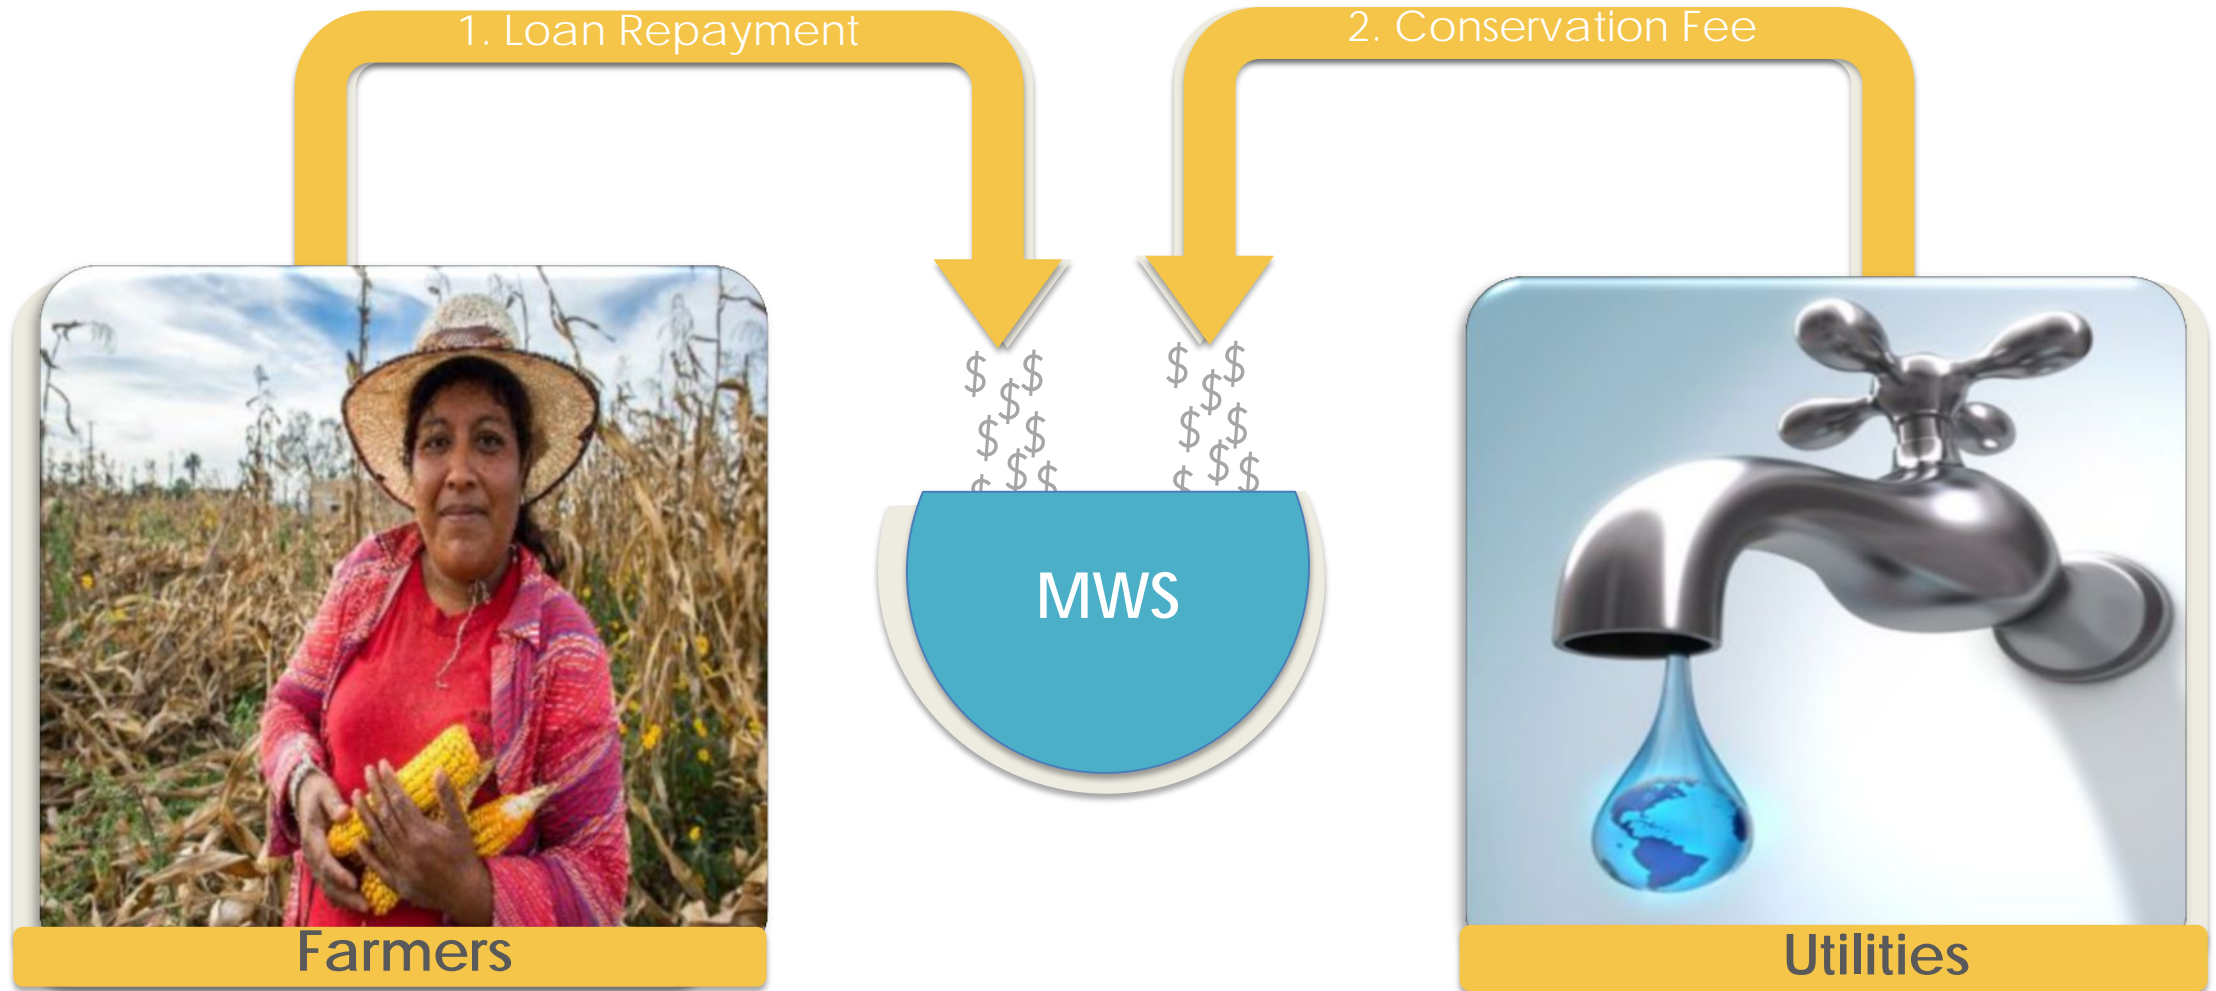 1. Loan Repayment
2. Conservation Fee
$ $
$
$ $
$ $
$
$ $
$
$ $
$ $
$
MWS
Farmers
Utilities